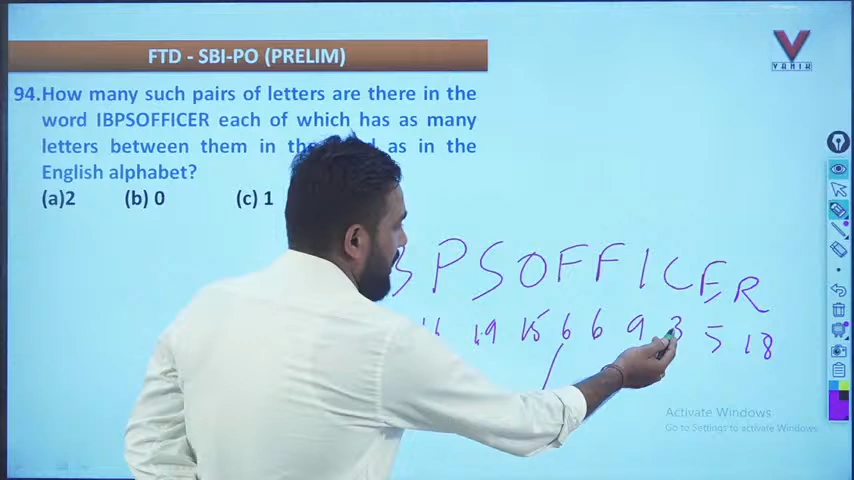 FTD - SBI-PO (PRELIM)
VANIK
94.How many such pairs of letters are there in the
word IBPSOFFICER each of which has as many
letters between them in the as in the
English alphabet?
(a)2 (b) 0 (c) 1
B P S O F F I C E R
19 15 6 6 9 3 5 18
Activate Windows
Go to Settings to activate Windows.